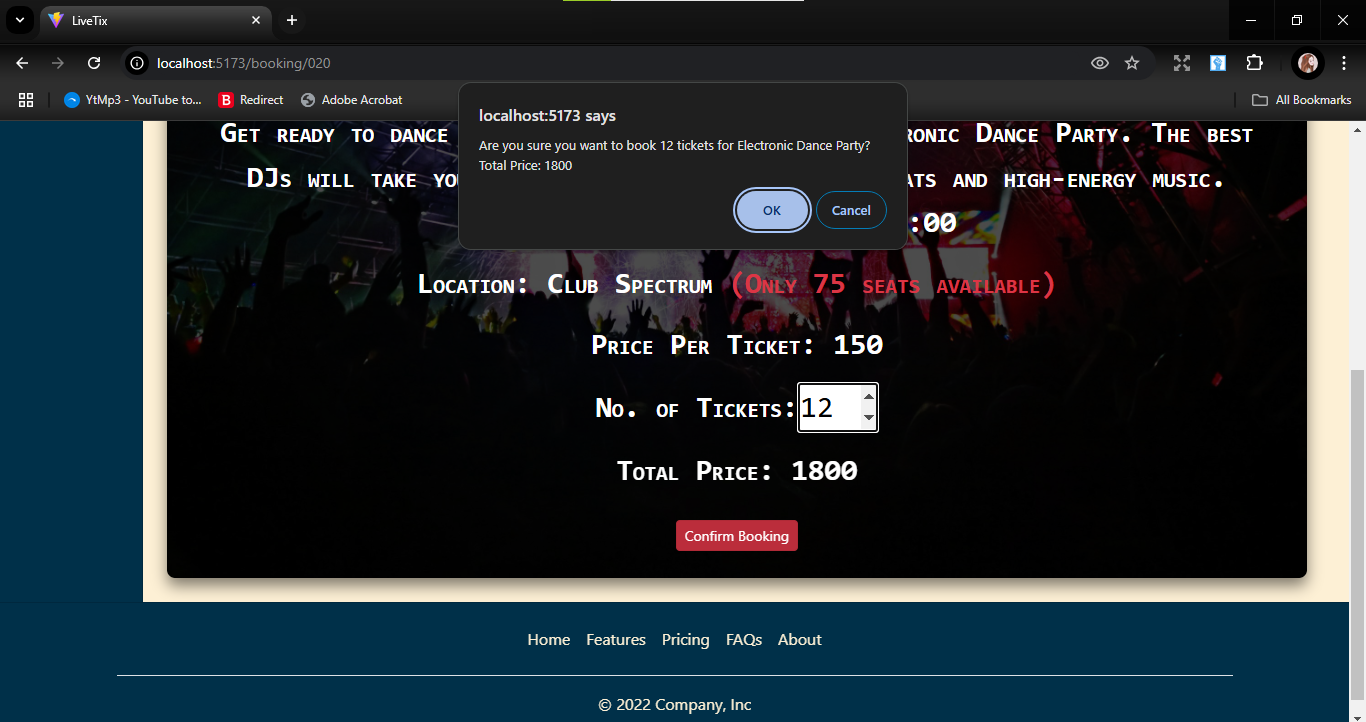 LiveTix
localhost:5173/booking/020
YtMp3 - YouTube to...
Redirect
Adobe Acrobat
All Bookmarks
localhost:5173 says
Are you sure you want to book 12 tickets for Electronic Dance Party?
Total Price: 1800
OK
Cancel
Get ready to dance ronic Dance Party. The best
DJs will take yo ats and high-energy music.
:00
Location: Club Spectrum (Only 75 seats available)
Price Per Ticket: 150
No. of Tickets: 12
Total Price: 1800
Confirm Booking
Home Features Pricing FAQs About
© 2022 Company, Inc